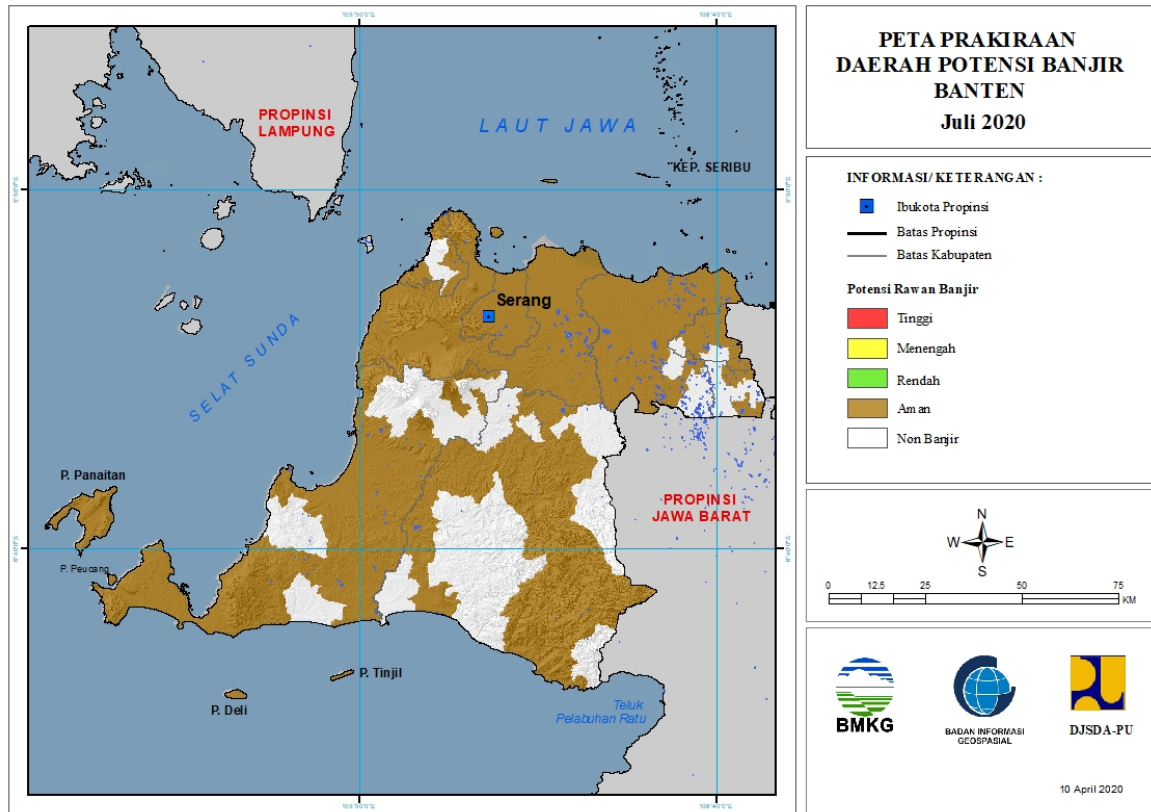 PROPINSI
LAMPUNG
LAUT JAWA
KEP. SERIBU
Serang
SELAT SUNDA
P. Panaitan
P. Peucang
PROPINSI
JAWA BARAT
P. Tinjil
P. Deli
Teluk
Pelabuhan Ratu
PETA PRAKIRAAN
DAERAH POTENSI BANJIR
BANTEN
Juli 2020
INFORMASI/ KETERANGAN :
Ibukota Propinsi
Batas Propinsi
Batas Kabupaten
Potensi Rawan Banjir
Tinggi
Menengah
Rendah
Aman
Non Banjir
N
W E
S
0 12.5 25 50 75
KM
BMKG
BADAN INFORMASI
GEOSPASIAL
DJSDA-PU
10 April 2020